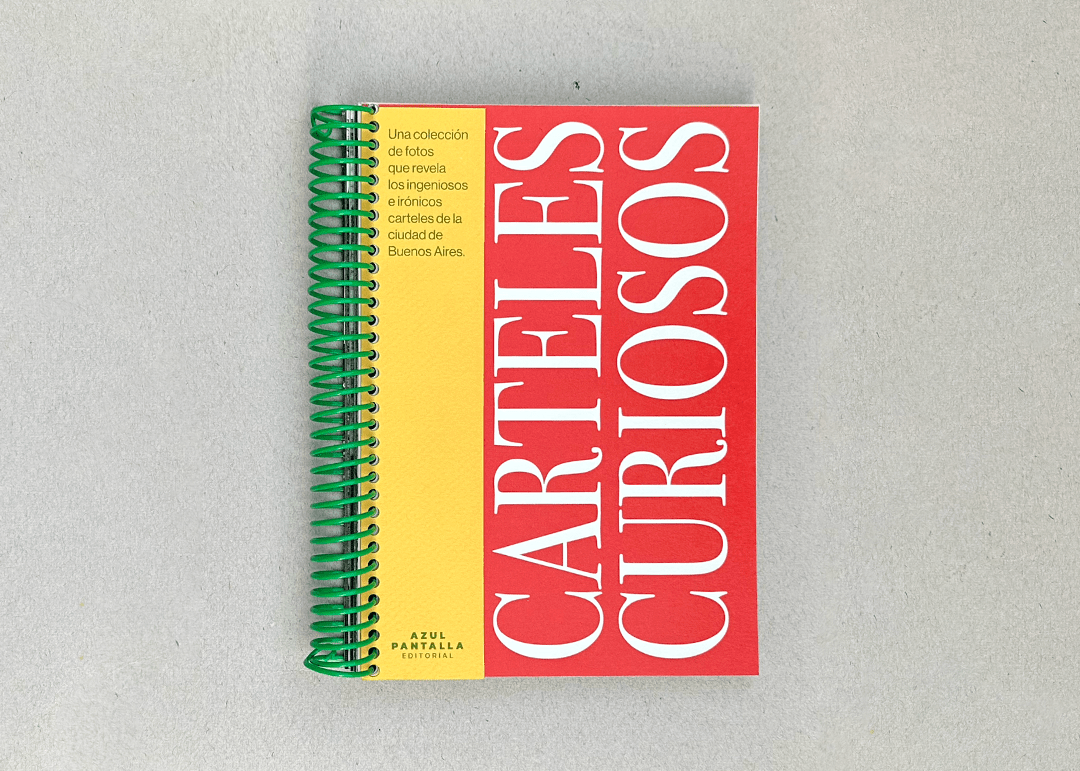 Una colección
de fotos
que revela
los ingeniosos
e irónicos
carteles de la
ciudad de
Buenos Aires.
CARTELES
CURIOSOS
AZUL
PANTALLA
EDITORIAL